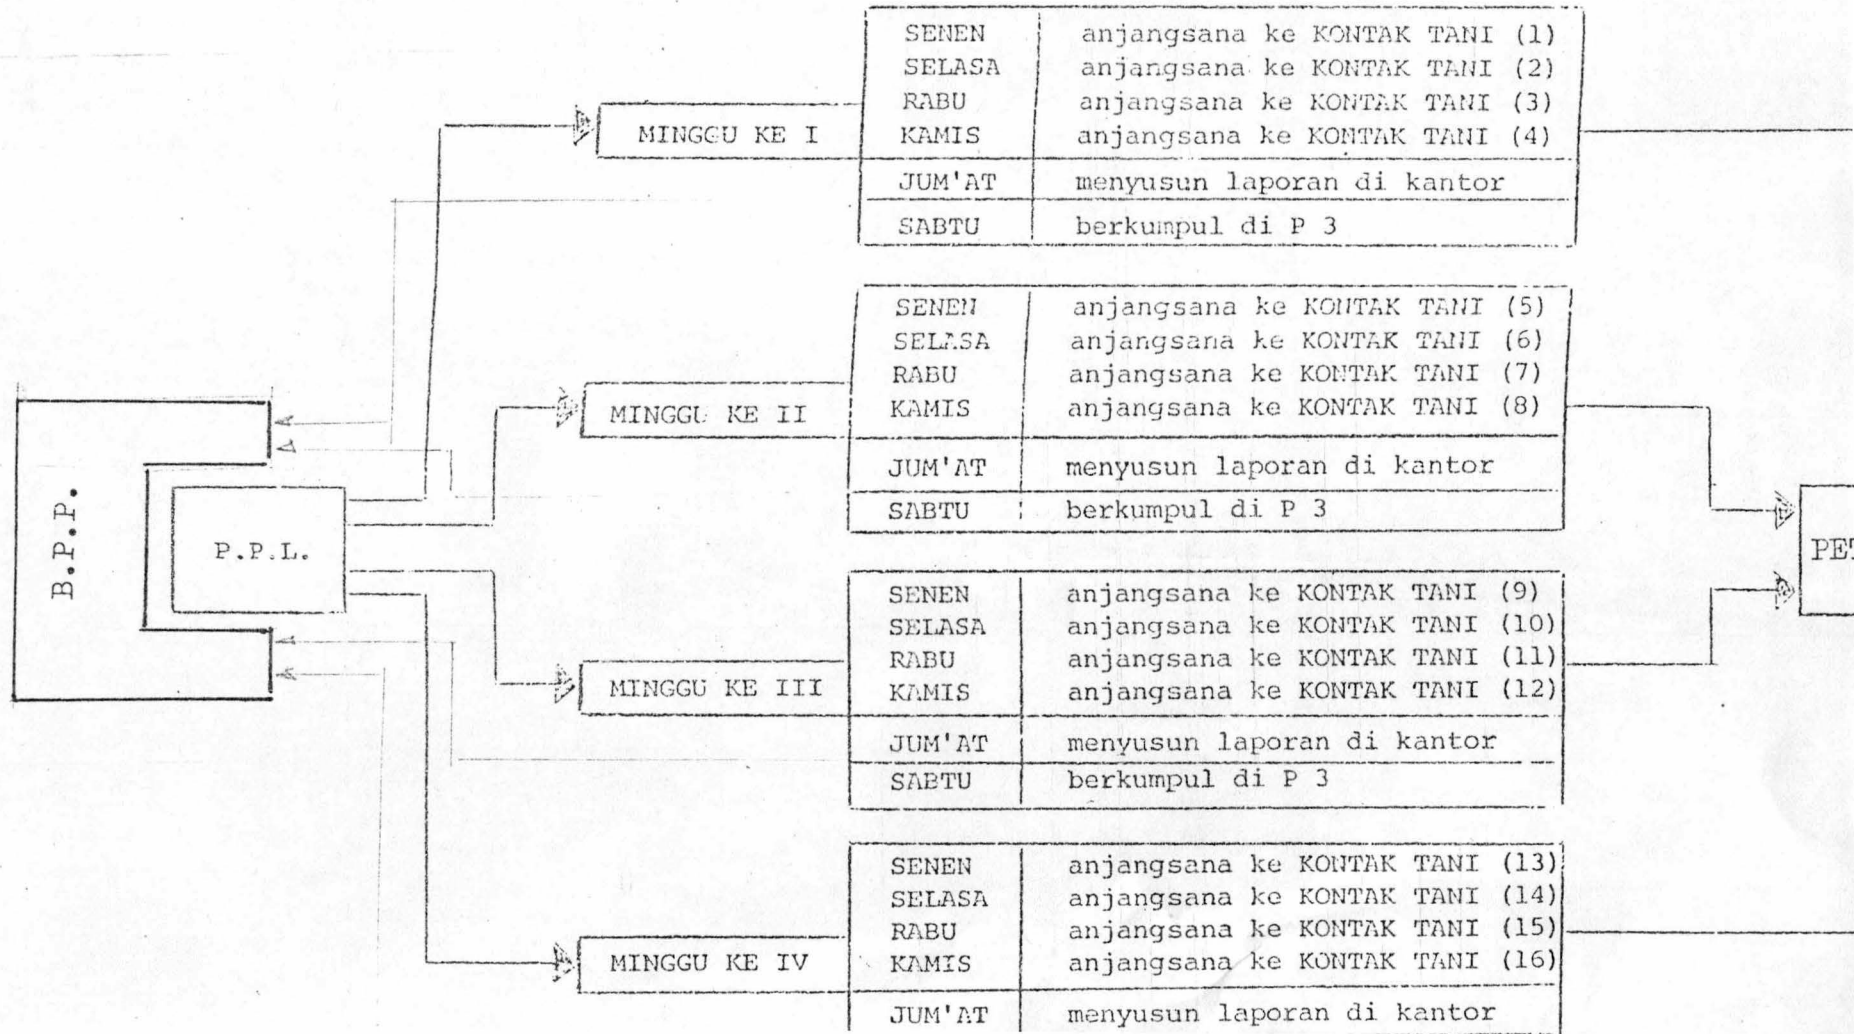 SENEN anjangsana ke KONTAK TANI (1)
SELASA anjangsana ke KONTAK TANI (2)
RABU anjangsana ke KONTAK TANI (3)
MINGGU KE I KAMIS anjangsana ke KONTAK TANI (4)
JUM'AT menyusun laporan di kantor
SABTU berkumpul di P 3
SENEN anjangsana ke KONTAK TANI (5)
SELASA anjangsana ke KONTAK TANI (6)
RABU anjangsana ke KONTAK TANI (7)
MINGGU KE II KAMIS anjangsana ke KONTAK TANI (8)
JUM'AT menyusun laporan di kantor
SABTU berkumpul di P 3
B.P.P.
P.P.L.
PET
SENEN anjangsana ke KONTAK TANI (9)
SELASA anjangsana ke KONTAK TANI (10)
RABU anjangsana ke KONTAK TANI (11)
MINGGU KE III KAMIS anjangsana ke KONTAK TANI (12)
JUM'AT menyusun laporan di kantor
SABTU berkumpul di P 3
SENEN anjangsana ke KONTAK TANI (13)
SELASA anjangsana ke KONTAK TANI (14)
RABU anjangsana ke KONTAK TANI (15)
MINGGU KE IV KAMIS anjangsana ke KONTAK TANI (16)
JUM'AT menyusun laporan di kantor